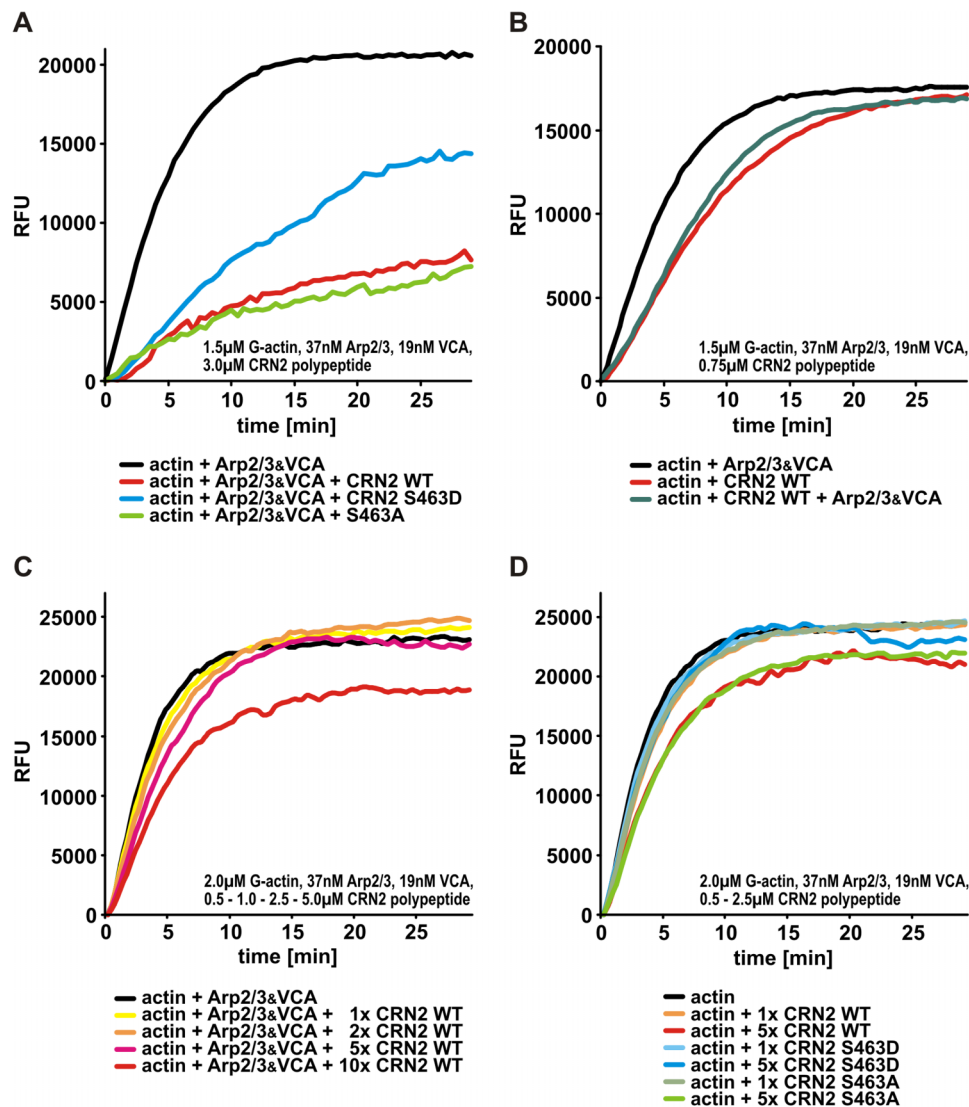 A
RFU
20000
15000
10000
5000
0
0 5 10 15 20 25
time [min]
1.5µM G-actin, 37nM Arp2/3, 19nM VCA,
3.0µM CRN2 polypeptide
actin + Arp2/3&VCA
actin + Arp2/3&VCA + CRN2 WT
actin + Arp2/3&VCA + CRN2 S463D
actin + Arp2/3&VCA + S463A
B
RFU
20000
15000
10000
5000
0
0 5 10 15 20 25
time [min]
1.5µM G-actin, 37nM Arp2/3, 19nM VCA,
0.75µM CRN2 polypeptide
actin + Arp2/3&VCA
actin + CRN2 WT
actin + CRN2 WT + Arp2/3&VCA
C
RFU
25000
20000
15000
10000
5000
0
0 5 10 15 20 25
time [min]
2.0µM G-actin, 37nM Arp2/3, 19nM VCA,
0.5 - 1.0 - 2.5 - 5.0µM CRN2 polypeptide
actin + Arp2/3&VCA
actin + Arp2/3&VCA + 1x CRN2 WT
actin + Arp2/3&VCA + 2x CRN2 WT
actin + Arp2/3&VCA + 5x CRN2 WT
actin + Arp2/3&VCA + 10x CRN2 WT
D
RFU
25000
20000
15000
10000
5000
0
0 5 10 15 20 25
time [min]
2.0µM G-actin, 37nM Arp2/3, 19nM VCA,
0.5 - 2.5µM CRN2 polypeptide
actin
actin + 1x CRN2 WT
actin + 5x CRN2 WT
actin + 1x CRN2 S463D
actin + 5x CRN2 S463D
actin + 1x CRN2 S463A
actin + 5x CRN2 S463A